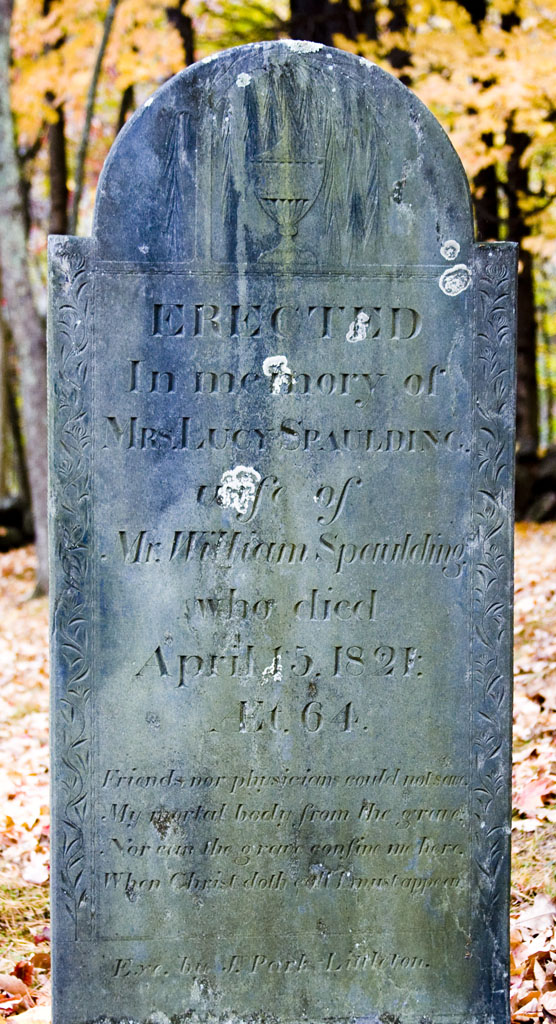 ERECTED
In memory of
MRS. LUCY SPAULDING.
wife of
Mr. William Spaulding,
who died
April 15, 1821.
Æt. 64.
Friends nor physicians could not save
My mortal body from the grave,
Nor can the grave confine me here,
When Christ doth call I must appear
Exc. by J. Park Littleton.